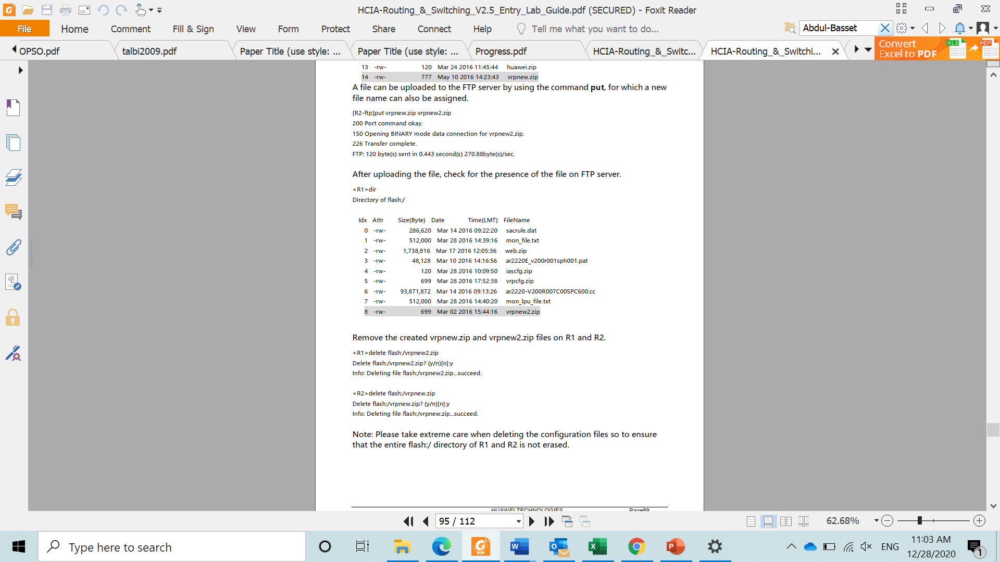 HCIA-Routing_&_Switching_V2.5_Entry_Lab_Guide.pdf (SECURED) - Foxit Reader
File Home Comment Fill & Sign View Form Protect Share Connect Help Tell me what you want to do... Abdul-Basset
OPSO.pdf talbi2009.pdf Paper Title (use style: ... Paper Title (use style: ... Progress.pdf HCIA-Routing_&_Switc... HCIA-Routing_&_Switchi... Convert Excel to PDF XLS PDF
13 -rw- 120 Mar 24 2016 11:45:44 huawei.zip
14 -rw- 777 May 10 2016 14:23:43 vrpnew.zip
A file can be uploaded to the FTP server by using the command put, for which a new
file name can also be assigned.
[R2-ftp]put vrpnew.zip vrpnew2.zip
200 Port command okay.
150 Opening BINARY mode data connection for vrpnew2.zip.
226 Transfer complete.
FTP: 120 byte(s) sent in 0.443 second(s) 270.88byte(s)/sec.
After uploading the file, check for the presence of the file on FTP server.
<R1>dir
Directory of flash:/
Idx Attr Size(Byte) Date Time(LMT) FileName
0 -rw- 286,620 Mar 14 2016 09:22:20 sacrule.dat
1 -rw- 512,000 Mar 28 2016 14:39:16 mon_file.txt
2 -rw- 1,738,816 Mar 17 2016 12:05:36 web.zip
3 -rw- 48,128 Mar 10 2016 14:16:56 ar2220E_v200r001sph001.pat
4 -rw- 120 Mar 28 2016 10:09:50 iascfg.zip
5 -rw- 699 Mar 28 2016 17:52:38 vrpcfg.zip
6 -rw- 93,871,872 Mar 14 2016 09:13:26 ar2220-V200R007C00SPC600.cc
7 -rw- 512,000 Mar 28 2016 14:40:20 mon_lpu_file.txt
8 -rw- 699 Mar 02 2016 15:44:16 vrpnew2.zip
Remove the created vrpnew.zip and vrpnew2.zip files on R1 and R2.
<R1>delete flash:/vrpnew2.zip
Delete flash:/vrpnew2.zip? (y/n)[n]:y
Info: Deleting file flash:/vrpnew2.zip...succeed.
<R2>delete flash:/vrpnew.zip
Delete flash:/vrpnew.zip? (y/n)[n]:y
Info: Deleting file flash:/vrpnew.zip...succeed.
Note: Please take extreme care when deleting the configuration files so to ensure
that the entire flash:/ directory of R1 and R2 is not erased.
HUAWEI TECHNOLOGIES Page89
95 / 112 62.68%
Type here to search ENG 11:03 AM
12/28/2020 1